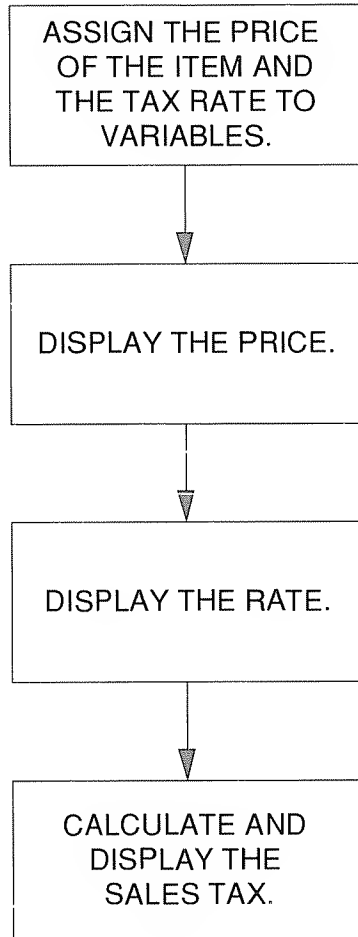 ASSIGN THE PRICE
OF THE ITEM AND
THE TAX RATE TO
VARIABLES.
DISPLAY THE PRICE.
DISPLAY THE RATE.
CALCULATE AND
DISPLAY THE
SALES TAX.